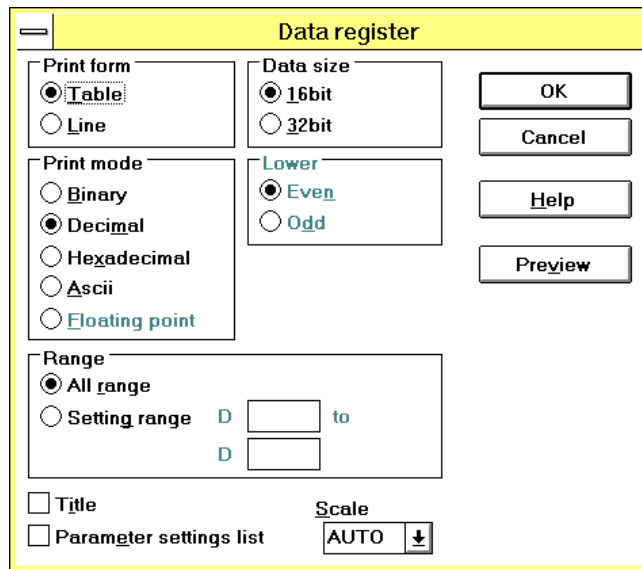 Data register
Print form
Table
Line
Data size
16bit
32bit
OK
Cancel
Print mode
Binary
Decimal
Hexadecimal
Ascii
Floating point
Lower
Even
Odd
Help
Preview
Range
All range
Setting range D to
D
Title
Parameter settings list
Scale
AUTO